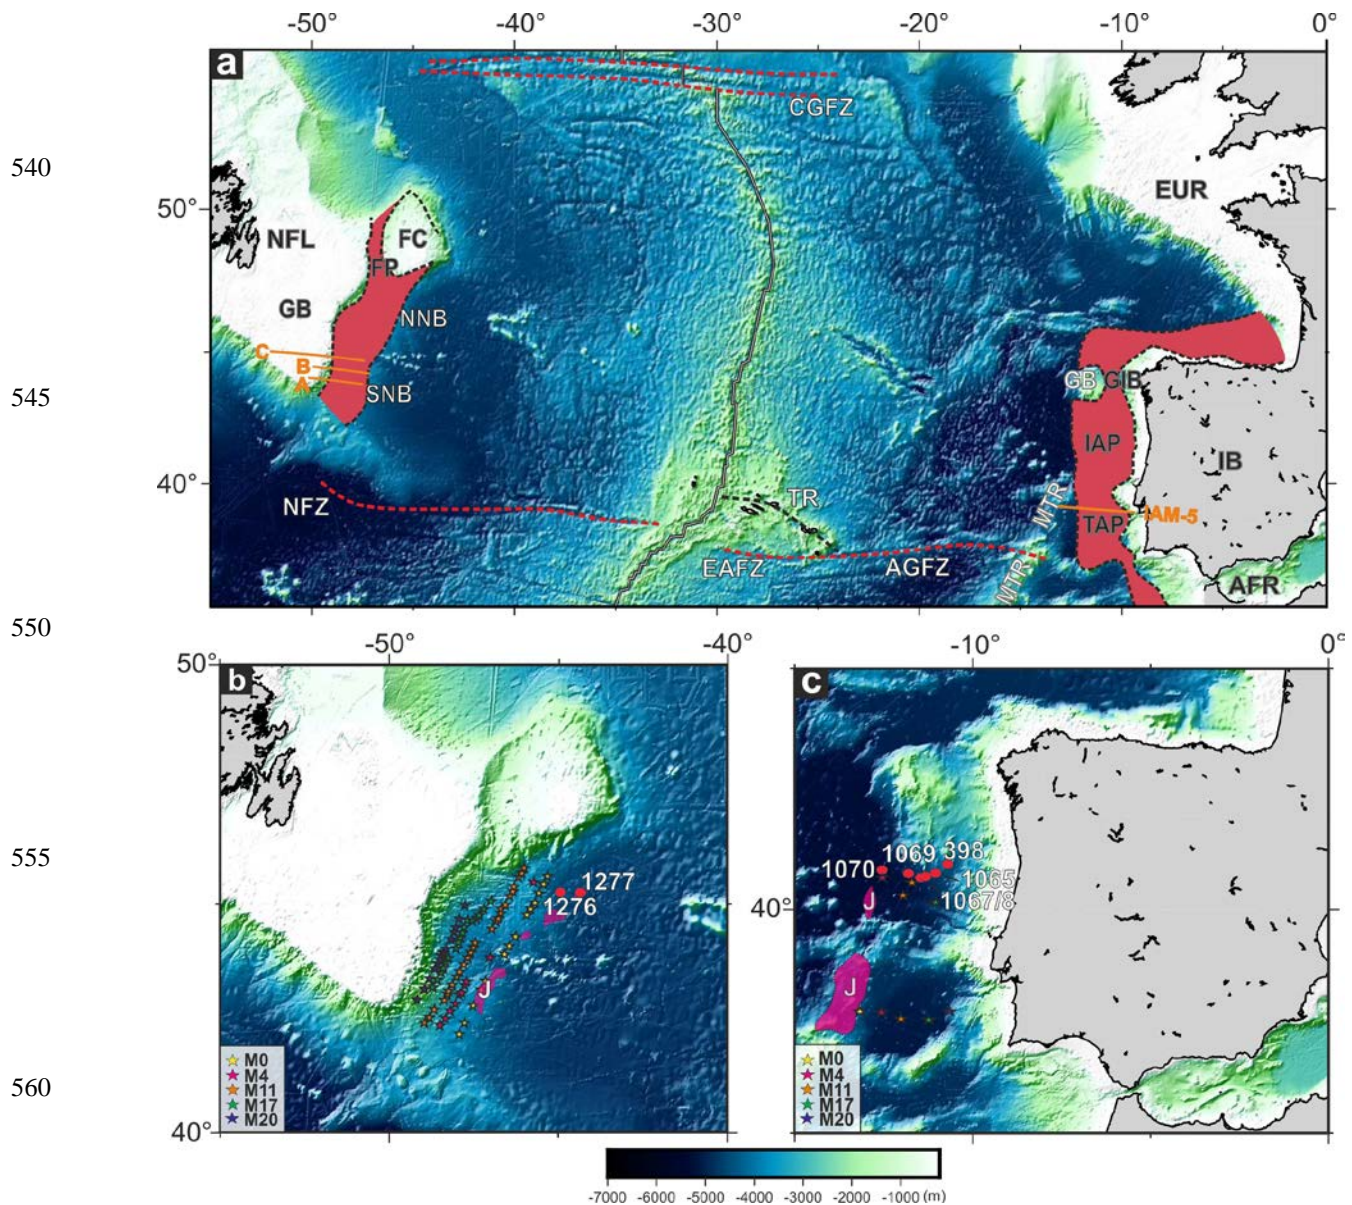 -50° -40° -30° -20° -10° 0°
a
CGFZ
540
50°
EUR
NFL
FC
FP
GB
NNB
C
B
A
SNB
545
GB
GIB
IAP
IB
40°
TR
MTR
IAM-5
NFZ
TAP
EAFZ
AGFZ
MTR
AFR
550
-50° -40° -10° 0°
50°
b
c
555
1277
1276
J
1070
1069
398
1065
1067/8
40°
J
J
M0
M4
M11
M17
M20
M0
M4
M11
M17
M20
560
40°
-7000 -6000 -5000 -4000 -3000 -2000 -1000 (m)